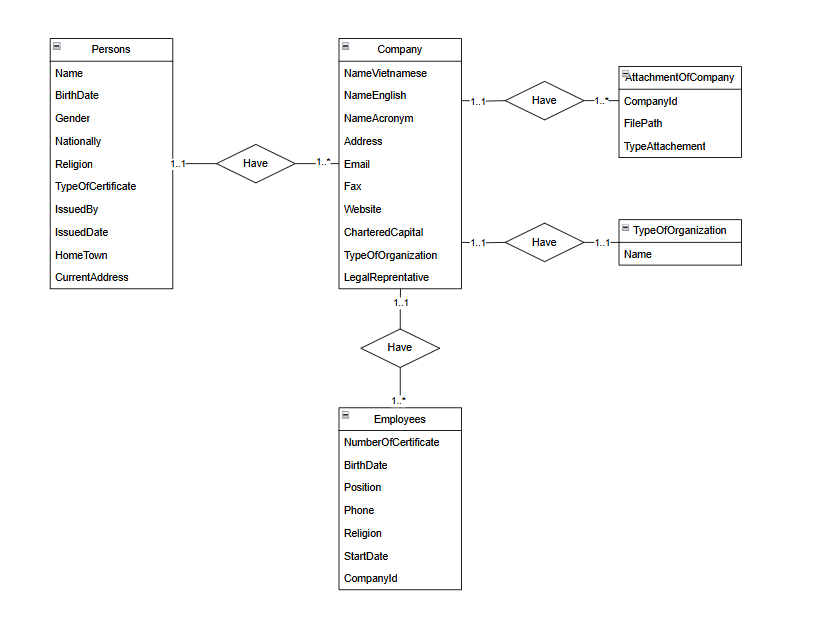 Persons
Name
BirthDate
Gender
Nationally
Religion
TypeOfCertificate
IssuedBy
IssuedDate
HomeTown
CurrentAddress
1..1
Have
1..*
Company
NameVietnamese
NameEnglish
NameAcronym
Address
Email
Fax
Website
CharteredCapital
TypeOfOrganization
LegalReprentative
1..1
Have
1..*
AttachmentOfCompany
CompanyId
FilePath
TypeAttachement
1..1
Have
1..1
TypeOfOrganization
Name
1..1
Have
1..*
Employees
NumberOfCertificate
BirthDate
Position
Phone
Religion
StartDate
CompanyId